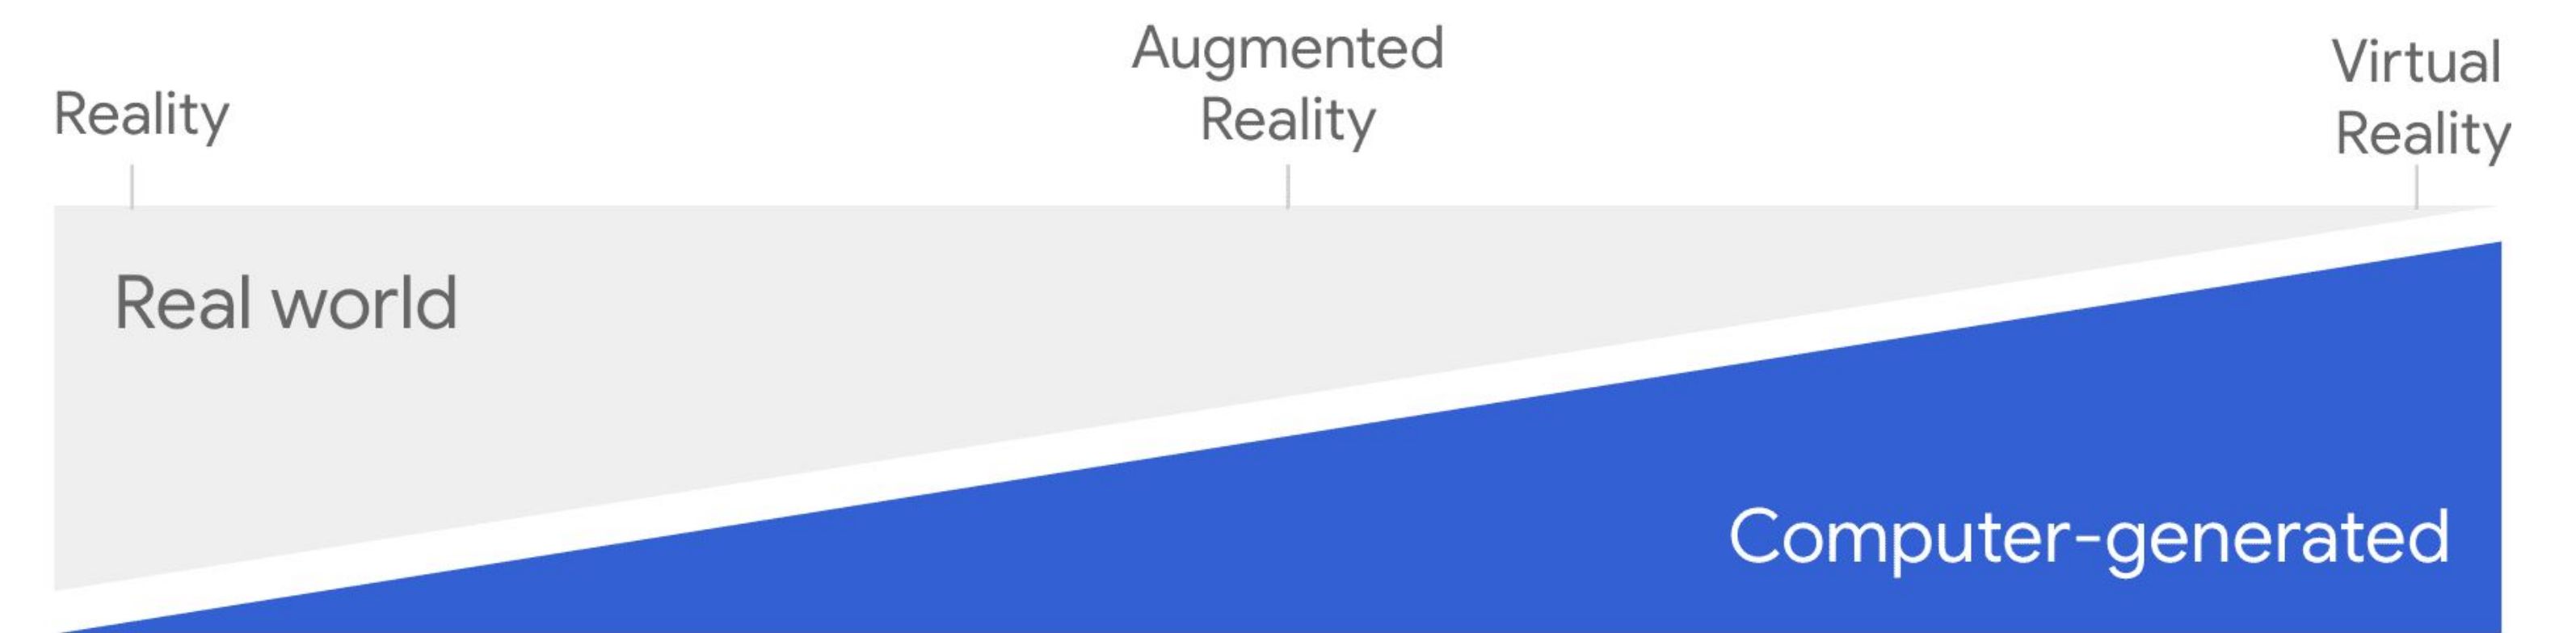 Reality
Augmented
Reality
Virtual
Reality
Real world
Computer-generated